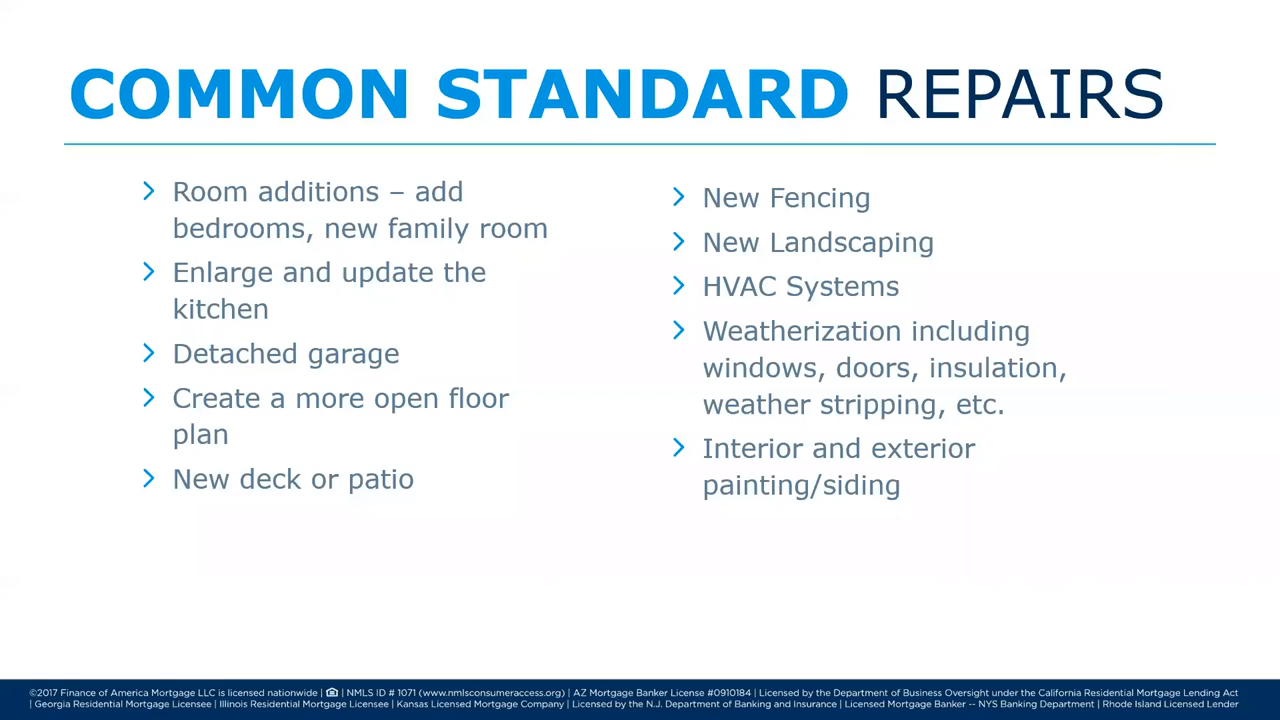 COMMON STANDARD REPAIRS
Room additions – add
bedrooms, new family room
Enlarge and update the
kitchen
Detached garage
Create a more open floor
plan
New deck or patio
New Fencing
New Landscaping
HVAC Systems
Weatherization including
windows, doors, insulation,
weather stripping, etc.
Interior and exterior
painting/siding
©2017 Finance of America Mortgage LLC is licensed nationwide | | NMLS ID # 1071 (www.nmlsconsumeraccess.org) | AZ Mortgage Banker License #0910184 | Licensed by the Department of Business Oversight under the California Residential Mortgage Lending Act
| Georgia Residential Mortgage Licensee | Illinois Residential Mortgage Licensee | Kansas Licensed Mortgage Company | Licensed by the N.J. Department of Banking and Insurance | Licensed Mortgage Banker -- NYS Banking Department | Rhode Island Licensed Lender